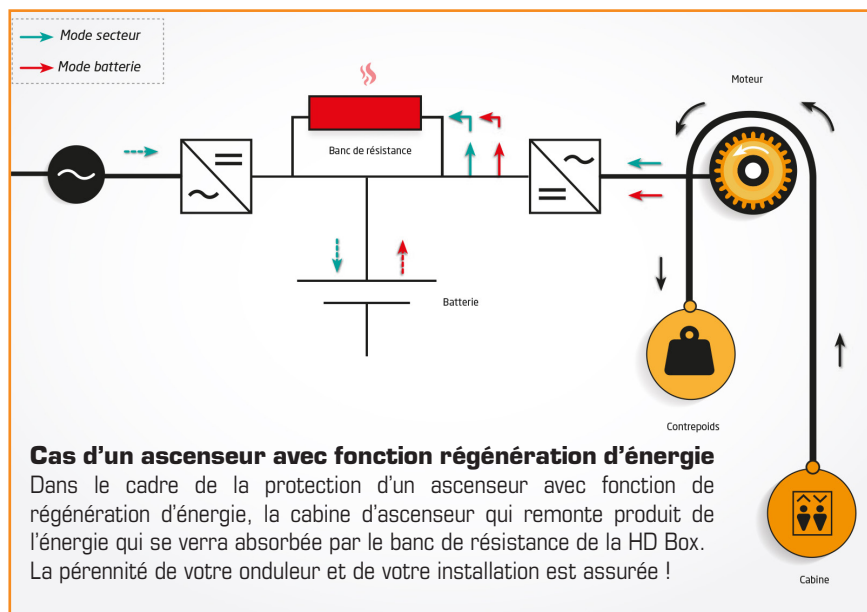 Mode secteur
Mode batterie
Moteur
Banc de résistance
Batterie
Contrepoids
Cas d'un ascenseur avec fonction régénération d'énergie
Dans le cadre de la protection d'un ascenseur avec fonction de
régénération d'énergie, la cabine d'ascenseur qui remonte produit de
l'énergie qui se verra absorbée par le banc de résistance de la HD Box.
La pérennité de votre onduleur et de votre installation est assurée !
Cabine